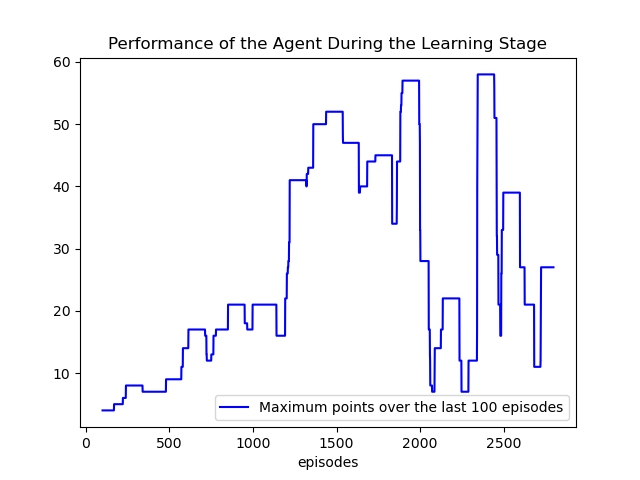 Performance of the Agent During the Learning Stage
60
50
40
30
20
10
Maximum points over the last 100 episodes
0 500 1000 1500 2000 2500
episodes